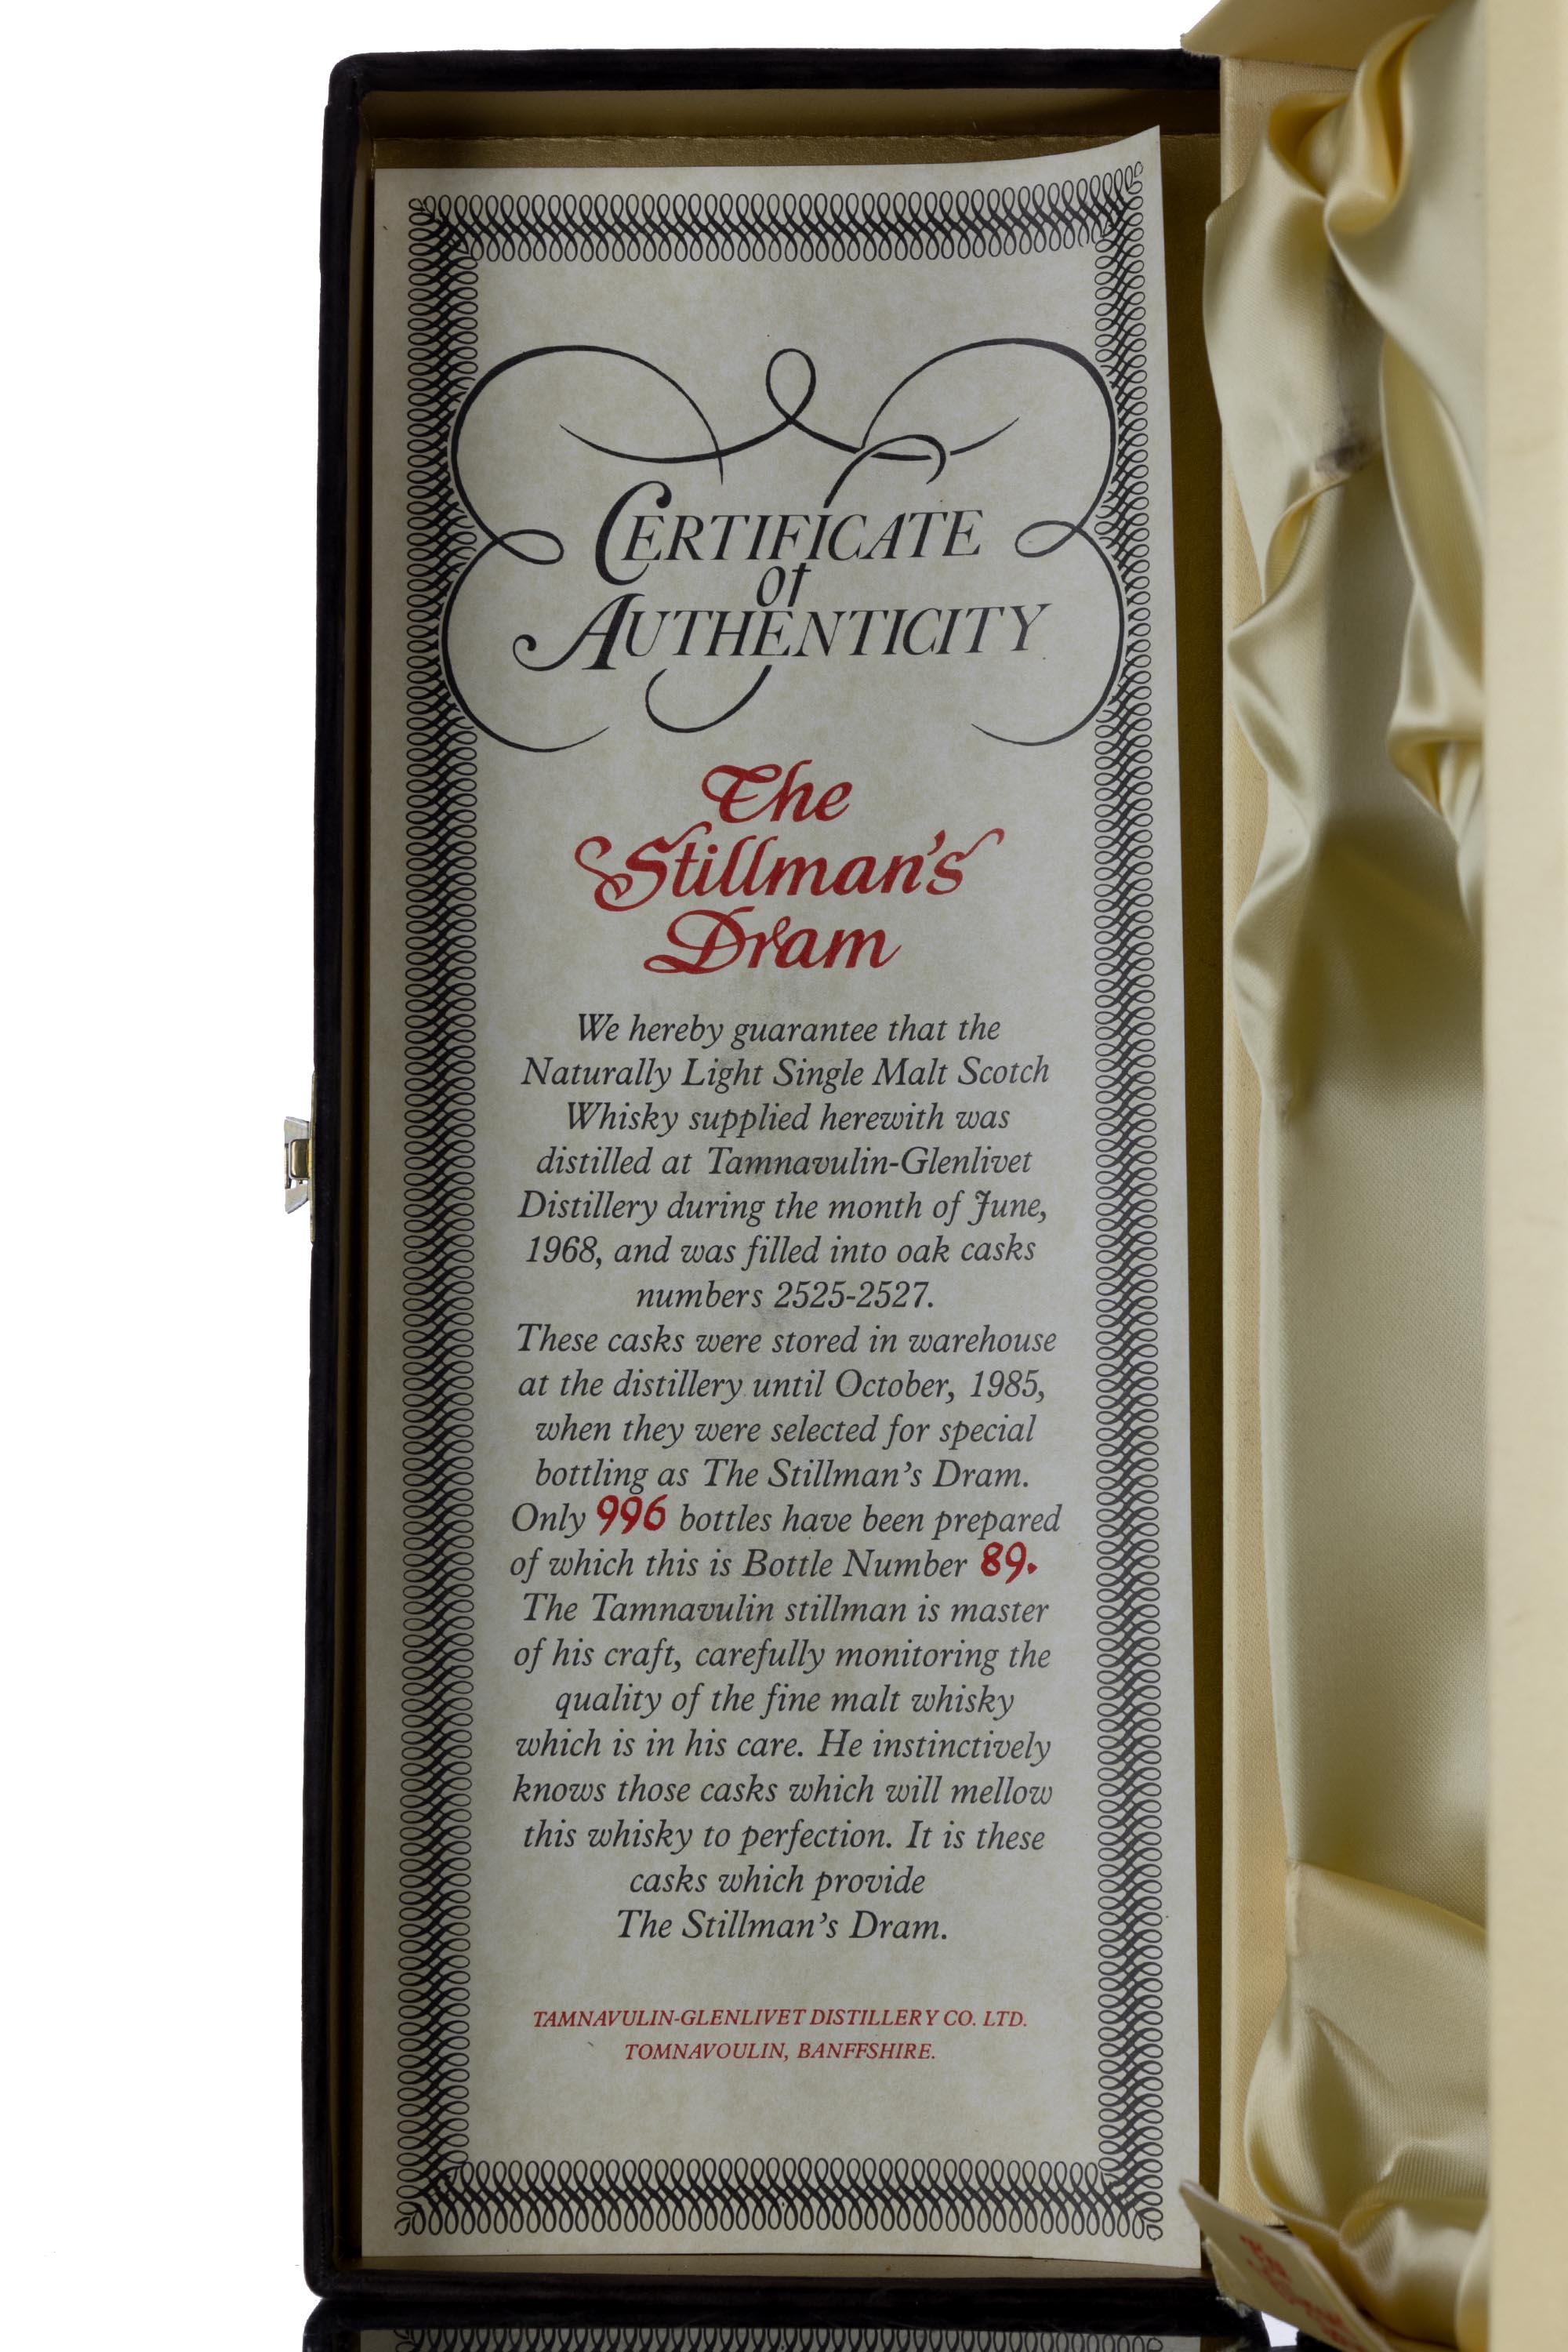 CERTIFICATE
of
AUTHENTICITY
The
Stillman's
Dram
We hereby guarantee that the
Naturally Light Single Malt Scotch
Whisky supplied herewith was
distilled at Tamnavulin-Glenlivet
Distillery during the month of June,
1968, and was filled into oak casks
numbers 2525-2527.
These casks were stored in warehouse
at the distillery until October, 1985,
when they were selected for special
bottling as The Stillman's Dram.
Only 996 bottles have been prepared
of which this is Bottle Number 89.
The Tamnavulin stillman is master
of his craft, carefully monitoring the
quality of the fine malt whisky
which is in his care. He instinctively
knows those casks which will mellow
this whisky to perfection. It is these
casks which provide
The Stillman's Dram.
TAMNAVULIN-GLENLIVET DISTILLERY CO. LTD.
TOMNAVOULIN, BANFFSHIRE.